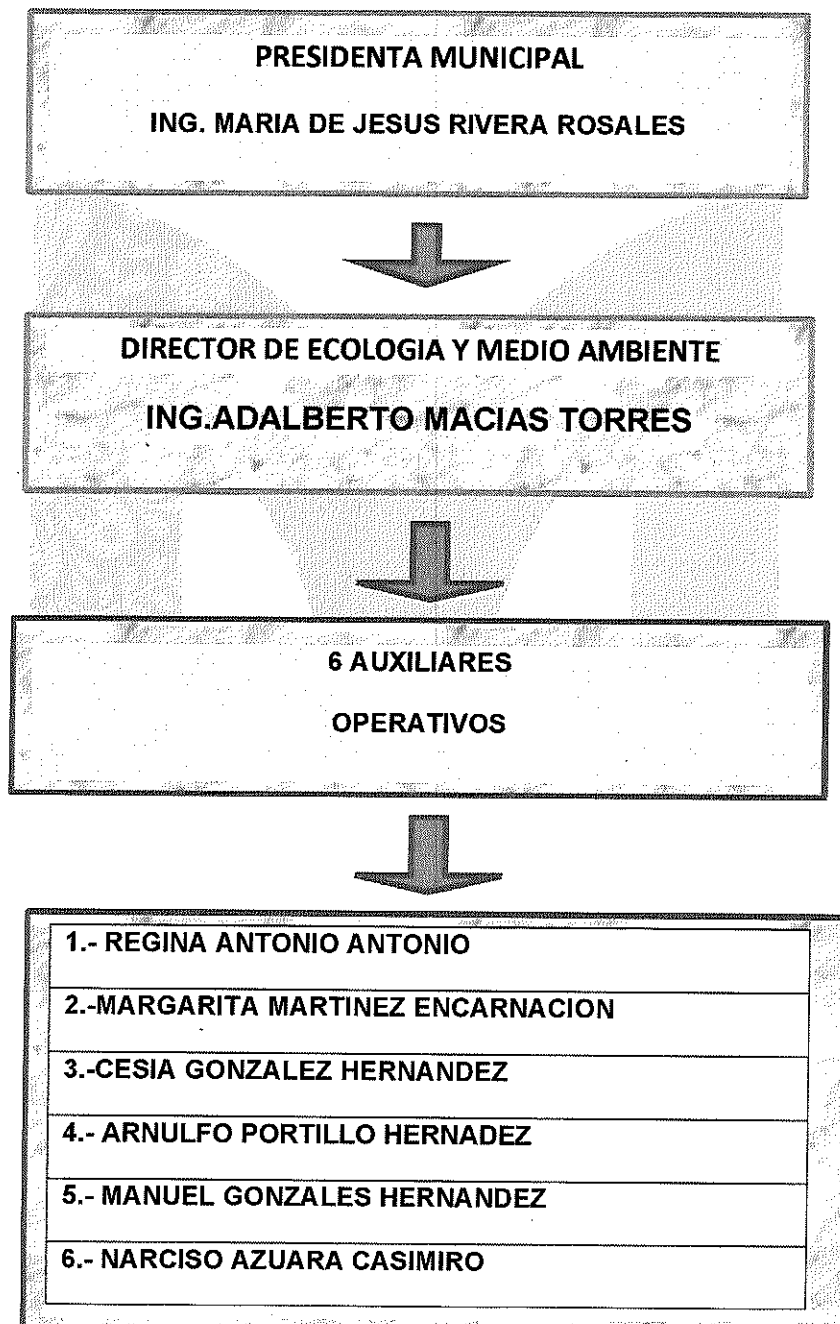 PRESIDENTA MUNICIPAL
ING. MARIA DE JESUS RIVERA ROSALES
DIRECTOR DE ECOLOGIA Y MEDIO AMBIENTE
ING.ADALBERTO MACIAS TORRES
6 AUXILIARES
OPERATIVOS
1.- REGINA ANTONIO ANTONIO
2.-MARGARITA MARTINEZ ENCARNACION
3.-CESIA GONZALEZ HERNANDEZ
4.- ARNULFO PORTILLO HERNADEZ
5.- MANUEL GONZALES HERNANDEZ
6.- NARCISO AZUARA CASIMIRO